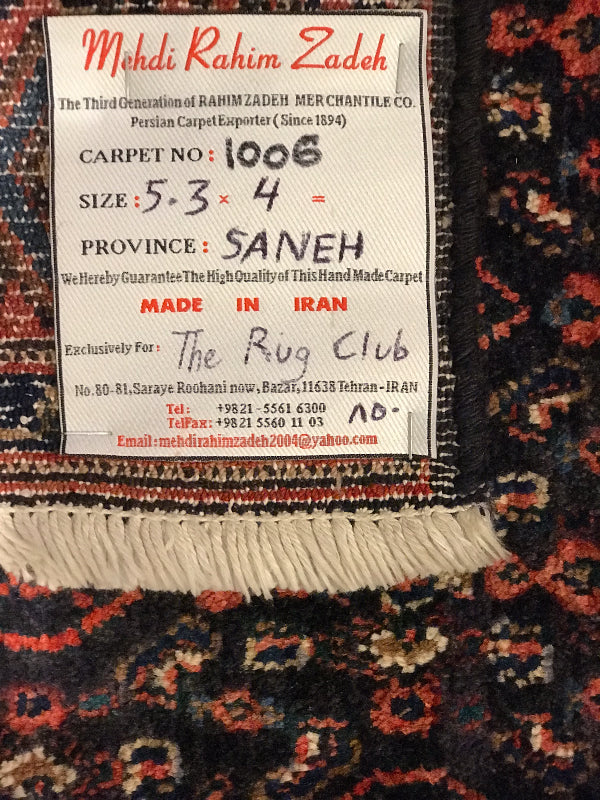 Mehdi Rahim Zadeh
The Third Generation of RAHIM ZADEH MERCHANTILE CO.
Persian Carpet Exporter ( Since 1894)
CARPET NO : 1006
SIZE : 5.3 × 4 =
PROVINCE : SANEH
We Hereby Guarantee The High Quality of This Hand Made Carpet
MADE IN IRAN
Exclusively For : The Rug Club
No.80-81,Saraye Roohani now, Bazar,11638 Tehran-IRAN
Tel : +9821-5561 6300
TelFax : +9821 5560 11 03 ۸۵۰
Email:mehdirahimzadeh2004@yahoo.com